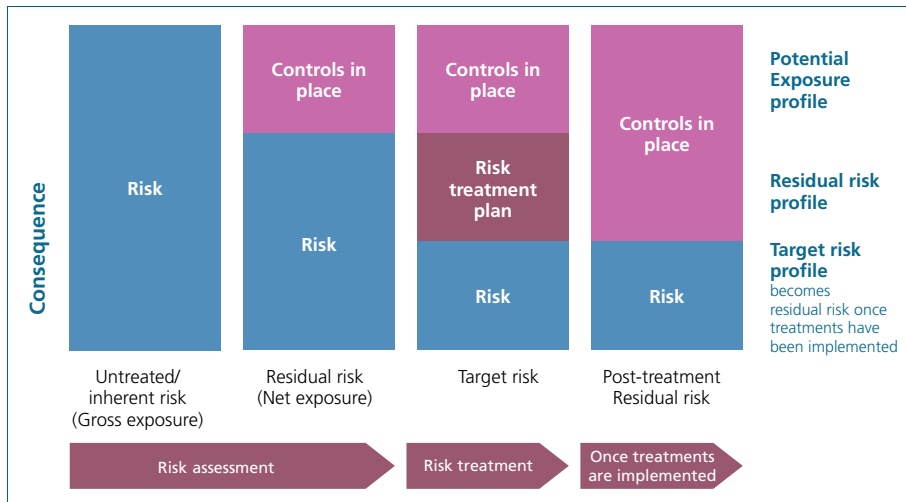 Consequence
Risk
Controls in
place
Risk
Controls in
place
Risk
treatment
plan
Risk
Controls in
place
Risk
Potential
Exposure
profile
Residual risk
profile
Target risk
profile
becomes
residual risk once
treatments have
been implemented
Untreated/
inherent risk
(Gross exposure)
Residual risk
(Net exposure)
Target risk
Post-treatment
Residual risk
Risk assessment
Risk treatment
Once treatments
are implemented